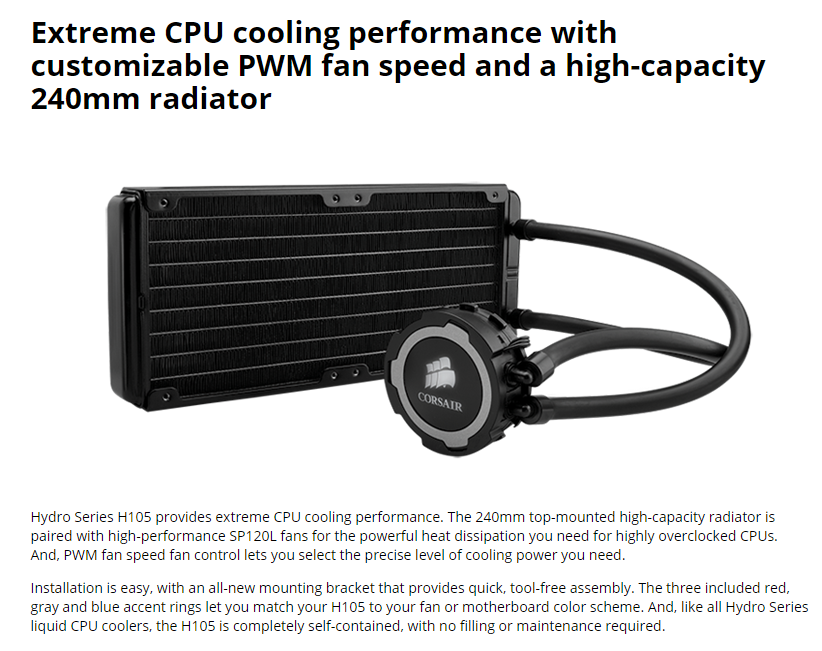 Extreme CPU cooling performance with
customizable PWM fan speed and a high-capacity
240mm radiator
CORSAIR
Hydro Series H105 provides extreme CPU cooling performance. The 240mm top-mounted high-capacity radiator is
paired with high-performance SP120L fans for the powerful heat dissipation you need for highly overclocked CPUs.
And, PWM fan speed fan control lets you select the precise level of cooling power you need.
Installation is easy, with an all-new mounting bracket that provides quick, tool-free assembly. The three included red,
gray and blue accent rings let you match your H105 to your fan or motherboard color scheme. And, like all Hydro Series
liquid CPU coolers, the H105 is completely self-contained, with no filling or maintenance required.